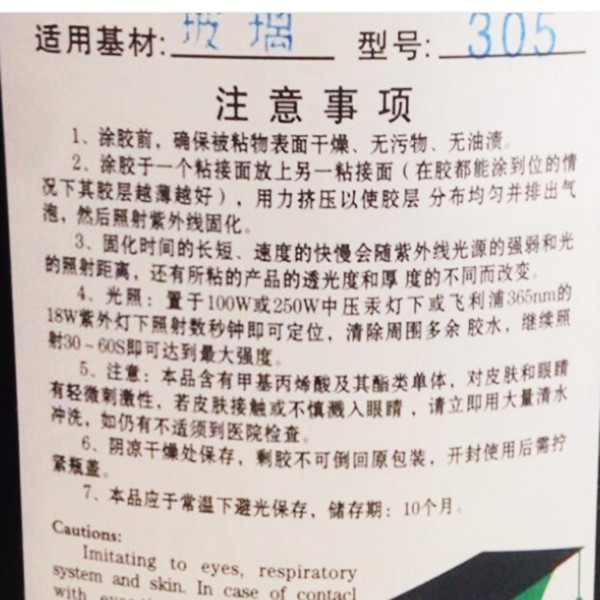 适用基材: 玻璃 型号: 305
注意事项
1、涂胶前，确保被粘物表面干燥、无污物、无油渍。
2、涂胶于一个粘接面放上另一粘接面（在胶都能涂到位的情
况下其胶层越薄越好），用力挤压以使胶层 分布均匀并排出气
泡，然后照射紫外线固化。
3、固化时间的长短、速度的快慢会随紫外线光源的强弱和光
的照射距离，还有所粘的产品的透光度和厚 度的不同而改变。
4、光照：置于100W或250W中压汞灯下或飞利浦365nm的
18W紫外灯下照射数秒钟即可定位，清除周围多余 胶水，继续照
射30～60S即可达到最大强度。
5、注意：本品含有甲基丙烯酸及其酯类单体，对皮肤和眼睛
有轻微刺激性，若皮肤接触或不慎溅入眼睛，请立即用大量清水
冲洗，如仍有不适须到医院检查。
6、阴凉干燥处保存，剩胶不可倒回原包装，开封使用后需拧
紧瓶盖。
7、本品应于常温下避光保存，储存期：10个月。
Cautions:
Imitating to eyes, respiratory
system and skin. In case of contacl
with